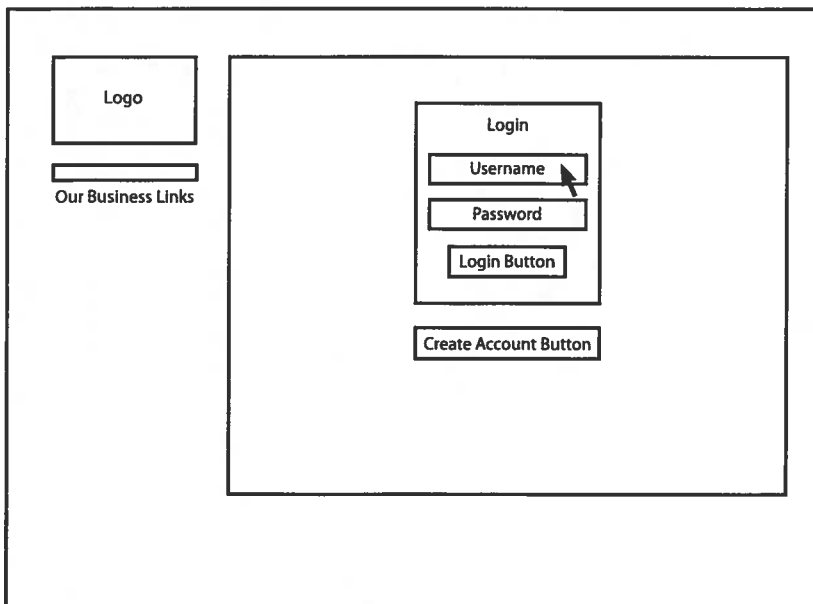 Logo
Our Business Links
Login
Username
Password
Login Button
Create Account Button